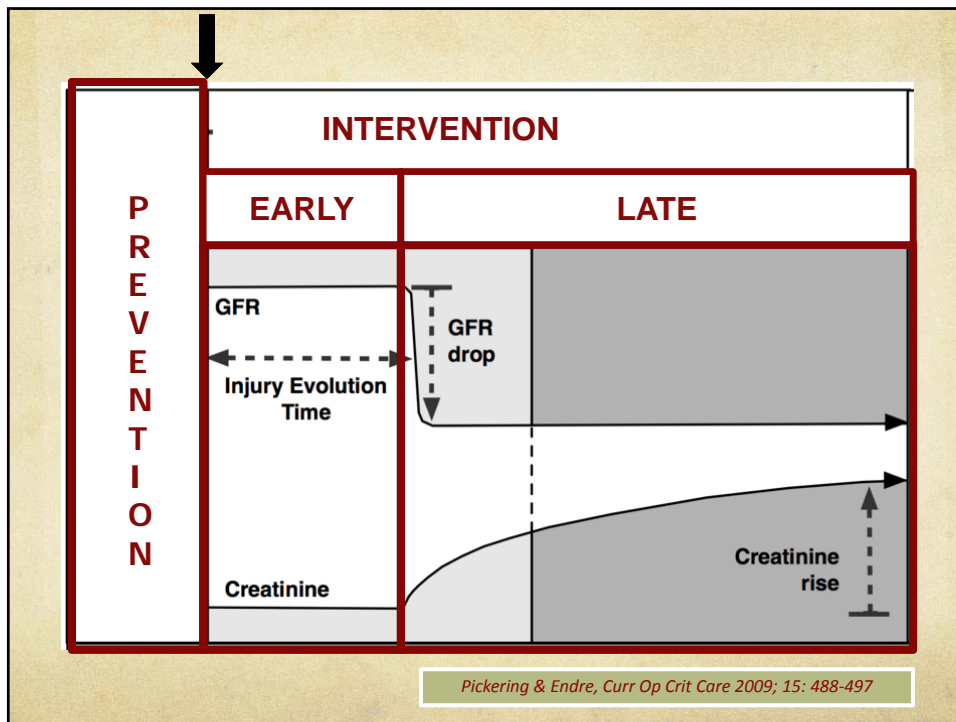 INTERVENTION
PREVENTION
EARLY
LATE
GFR
GFR
drop
Injury Evolution
Time
Creatinine
Creatinine
rise
Pickering & Endre, Curr Op Crit Care 2009; 15: 488-497